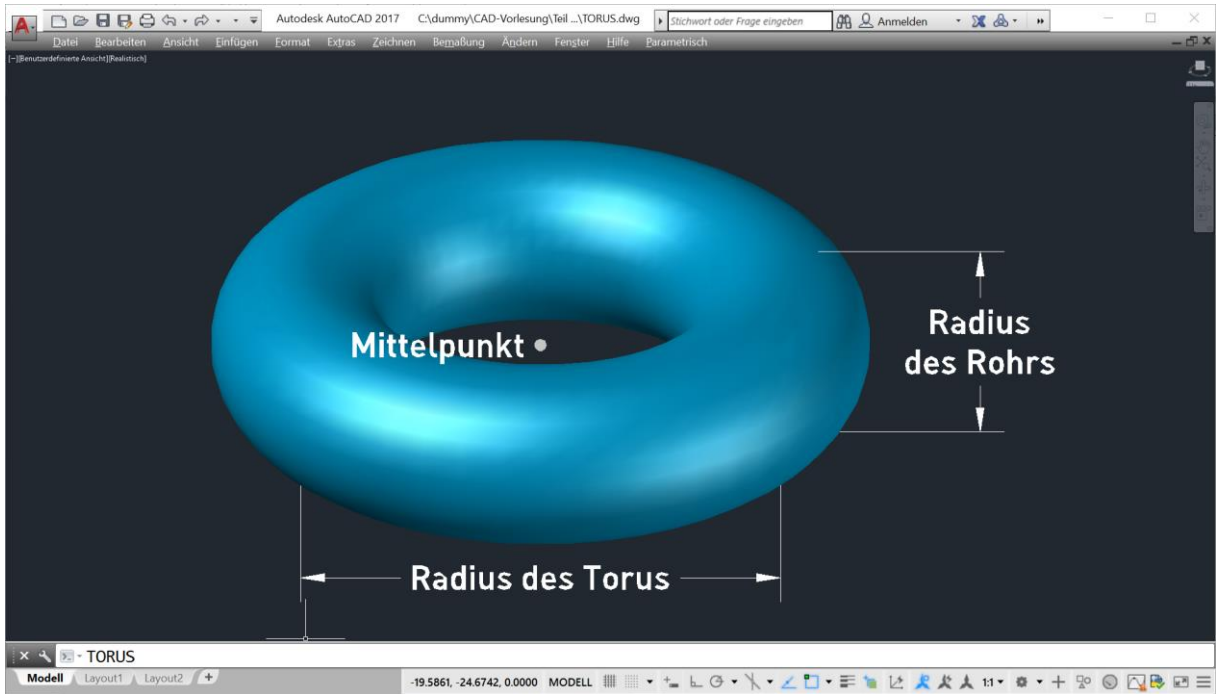 Autodesk AutoCAD 2017 C:\dummy\CAD-Vorlesung\Teil ...\TORUS.dwg Stichwort oder Frage eingeben Anmelden
Datei Bearbeiten Ansicht Einfügen Format Extras Zeichnen Bemaßung Ändern Fenster Hilfe Parametrisch
[−][Benutzerdefinierte Ansicht][Realistisch]
Radius
des Rohrs
Mittelpunkt
Radius des Torus
TORUS
Modell Layout1 Layout2 + -19.5861, -24.6742, 0.0000 MODELL 1:1